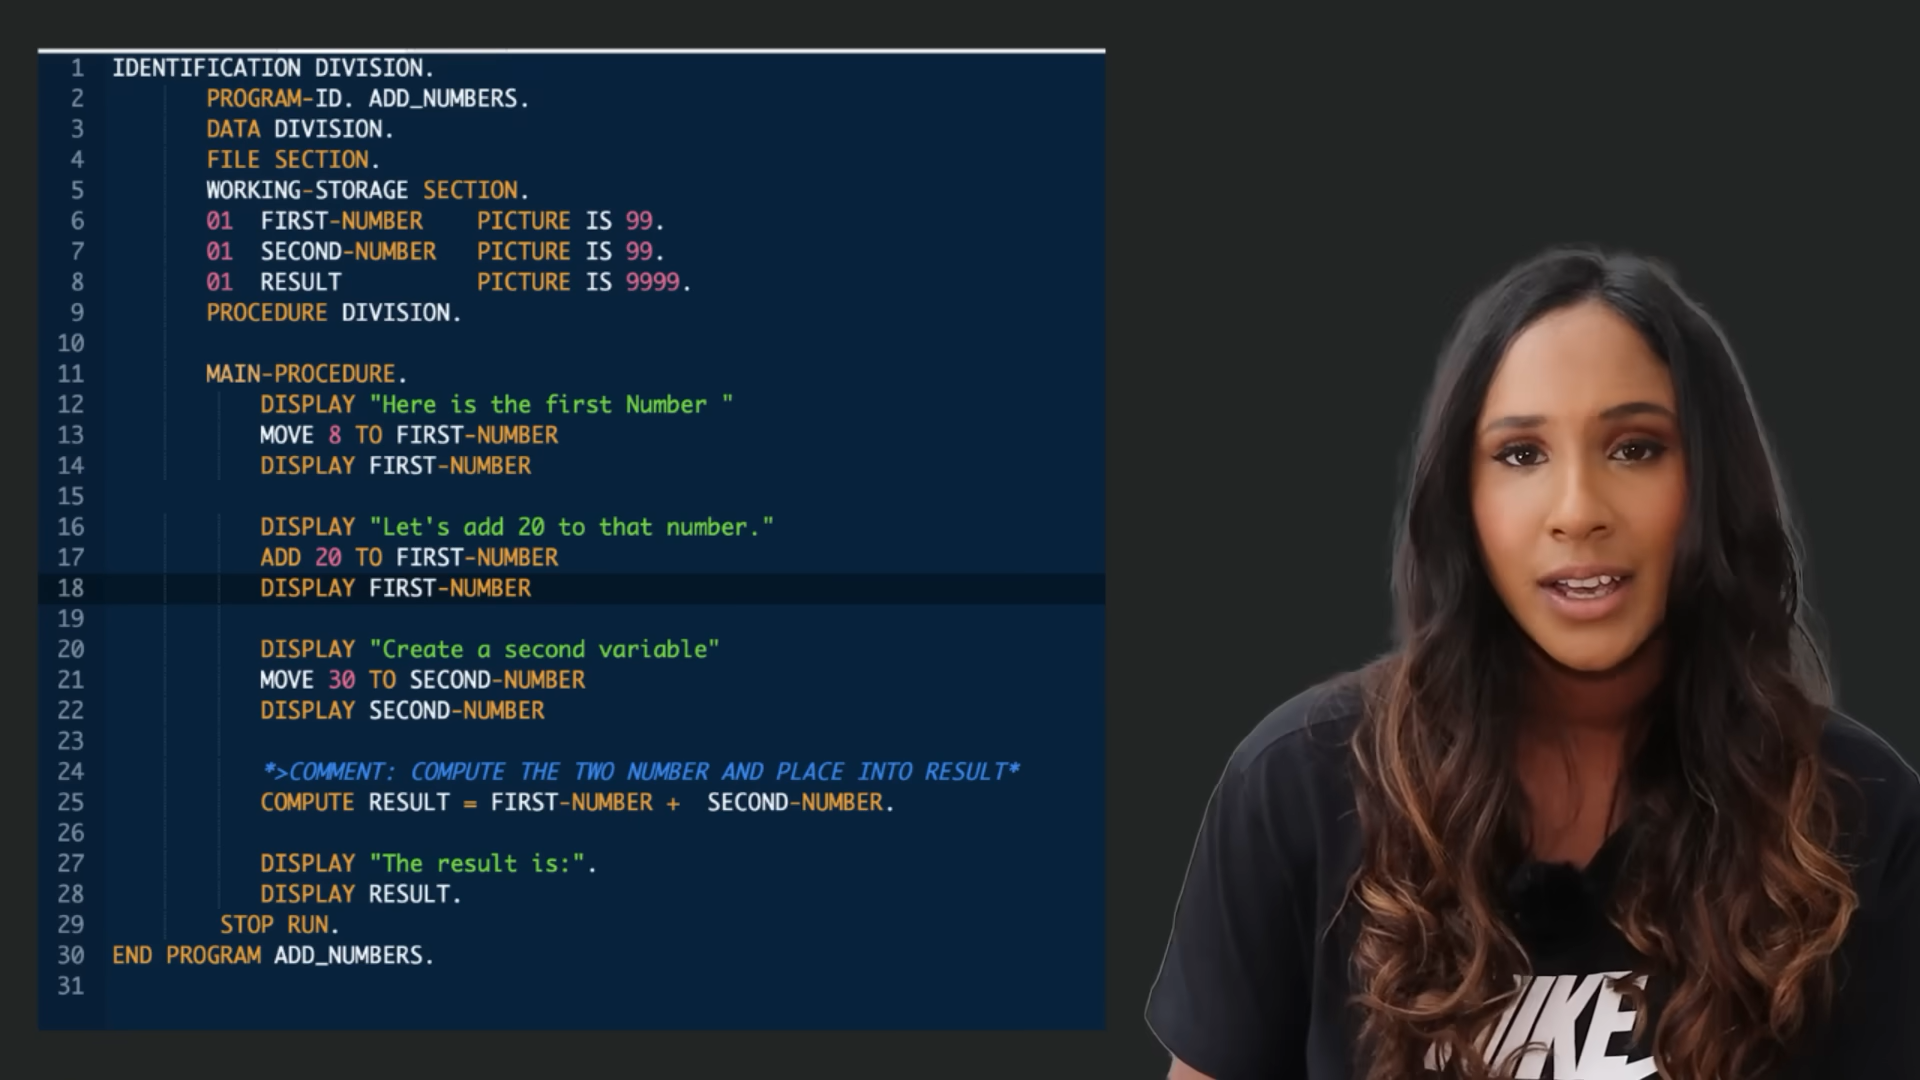 1 IDENTIFICATION DIVISION.
2 PROGRAM-ID. ADD_NUMBERS.
3 DATA DIVISION.
4 FILE SECTION.
5 WORKING-STORAGE SECTION.
6 01 FIRST-NUMBER PICTURE IS 99.
7 01 SECOND-NUMBER PICTURE IS 99.
8 01 RESULT PICTURE IS 9999.
9 PROCEDURE DIVISION.
10
11 MAIN-PROCEDURE.
12 DISPLAY "Here is the first Number "
13 MOVE 8 TO FIRST-NUMBER
14 DISPLAY FIRST-NUMBER
15
16 DISPLAY "Let's add 20 to that number."
17 ADD 20 TO FIRST-NUMBER
18 DISPLAY FIRST-NUMBER
19
20 DISPLAY "Create a second variable"
21 MOVE 30 TO SECOND-NUMBER
22 DISPLAY SECOND-NUMBER
23
24 *>COMMENT: COMPUTE THE TWO NUMBER AND PLACE INTO RESULT*
25 COMPUTE RESULT = FIRST-NUMBER + SECOND-NUMBER.
26
27 DISPLAY "The result is:".
28 DISPLAY RESULT.
29 STOP RUN.
30 END PROGRAM ADD_NUMBERS.
31
NIKE